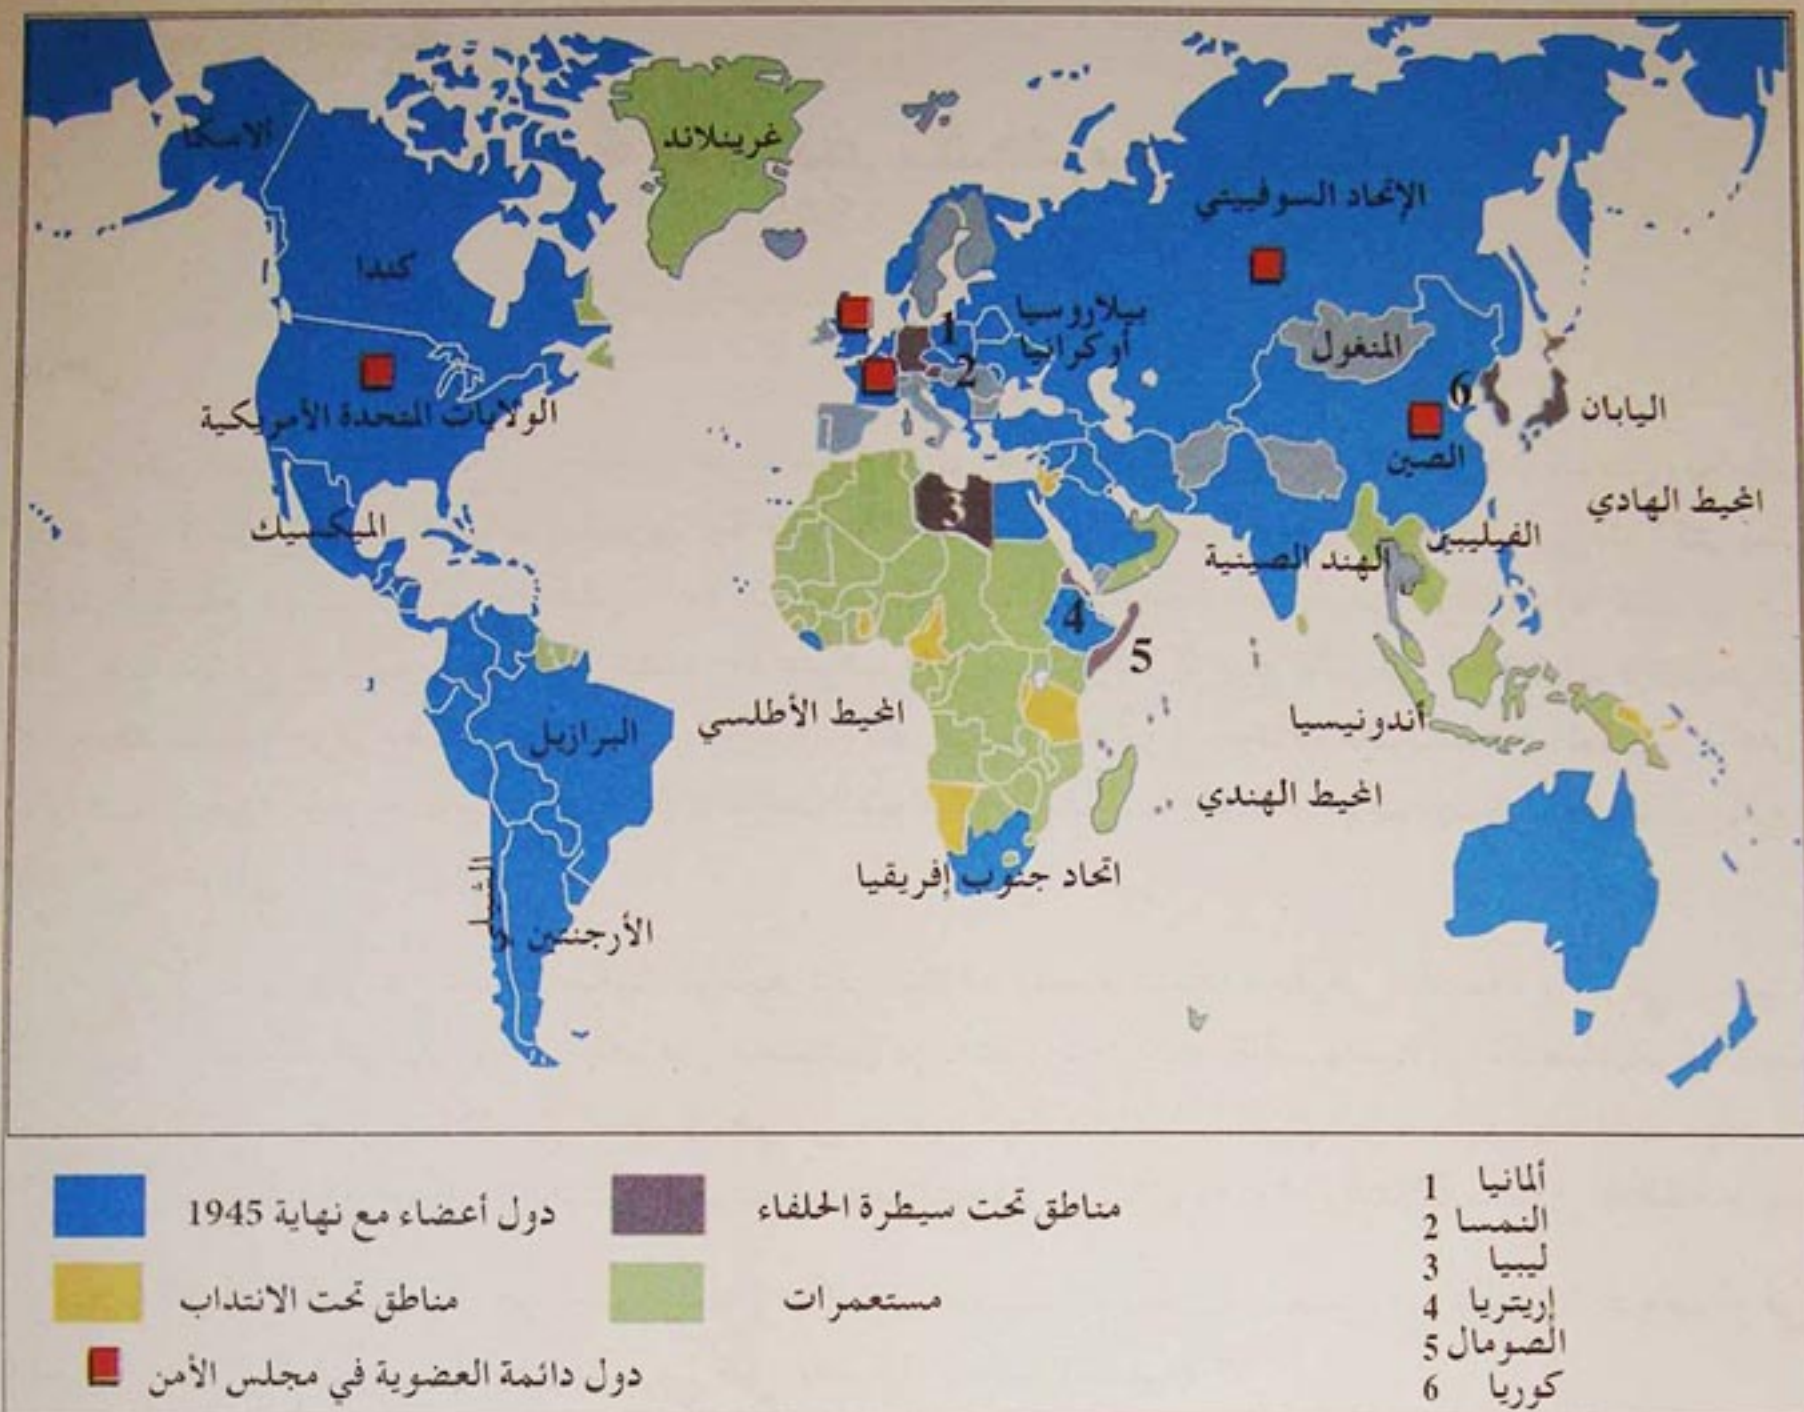 الاسكا
غرينلاند
كندا
الإتحاد السوفييتي
بيلاروسيا
أوكرانيا
1
2
المنغول
6
اليابان
الولايات المتحدة الأمريكية
الصين
المحيط الهادي
الميكسيك
3
الفيليبين
الهند الصينية
4
5
المحيط الأطلسي
البرازيل
أندونيسيا
المحيط الهندي
اتحاد جنوب إفريقيا
الشيلي
الأرجنتين
دول أعضاء مع نهاية 1945
مناطق تحت سيطرة الحلفاء
مناطق تحت الانتداب
مستعمرات
دول دائمة العضوية في مجلس الأمن
ألمانيا 1
النمسا 2
ليبيا 3
إريتريا 4
الصومال 5
كوريا 6